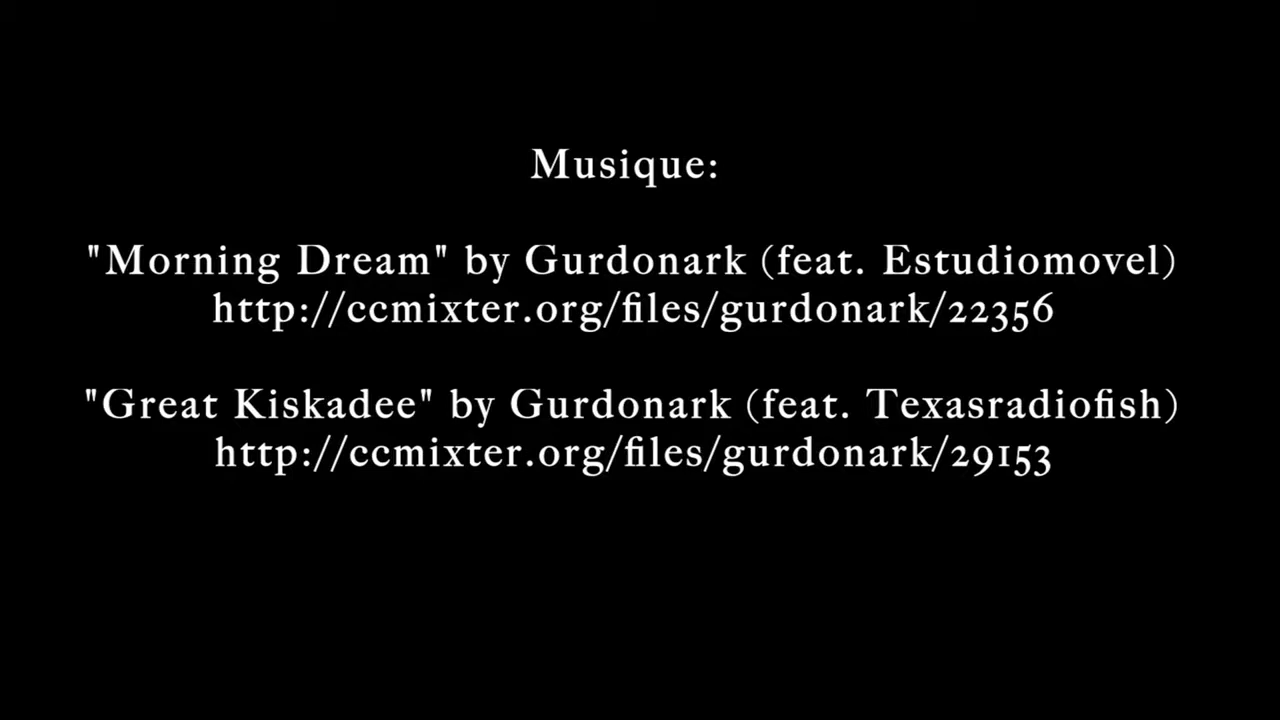 Musique:
"Morning Dream" by Gurdonark (feat. Estudiomovel)
http://ccmixter.org/files/gurdonark/22356
"Great Kiskadee" by Gurdonark (feat. Texasradiofish)
http://ccmixter.org/files/gurdonark/29153